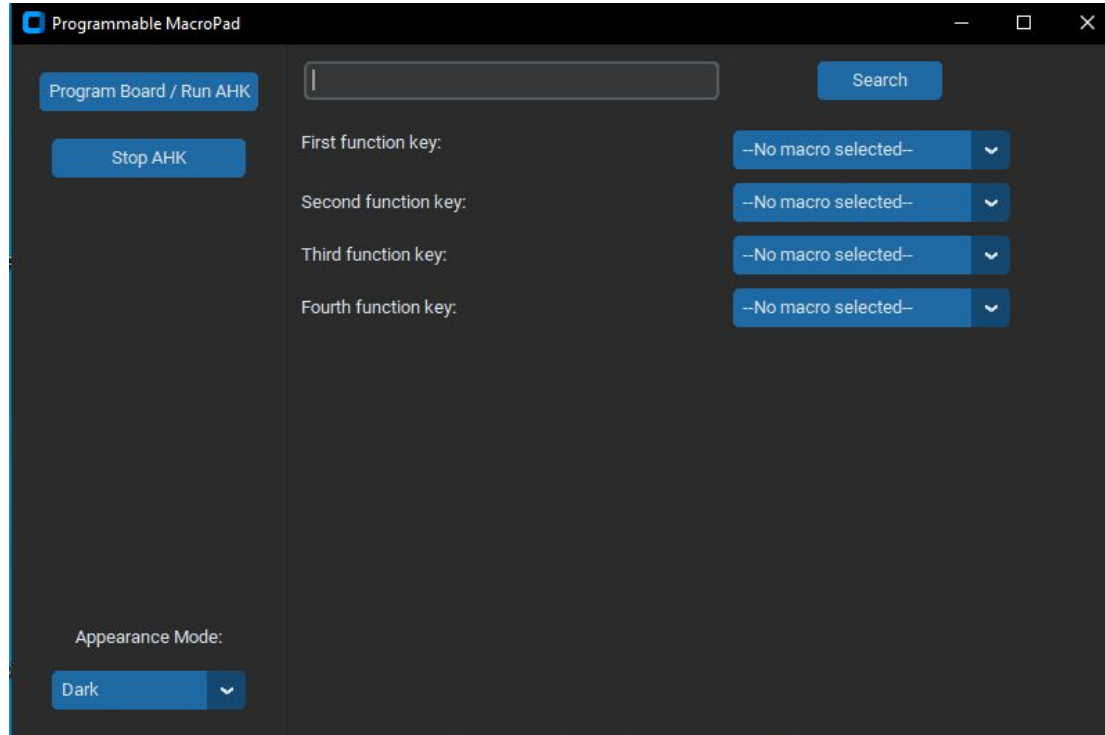 Programmable MacroPad
Program Board / Run AHK
Stop AHK
Search
First function key:
--No macro selected--
Second function key:
--No macro selected--
Third function key:
--No macro selected--
Fourth function key:
--No macro selected--
Appearance Mode:
Dark